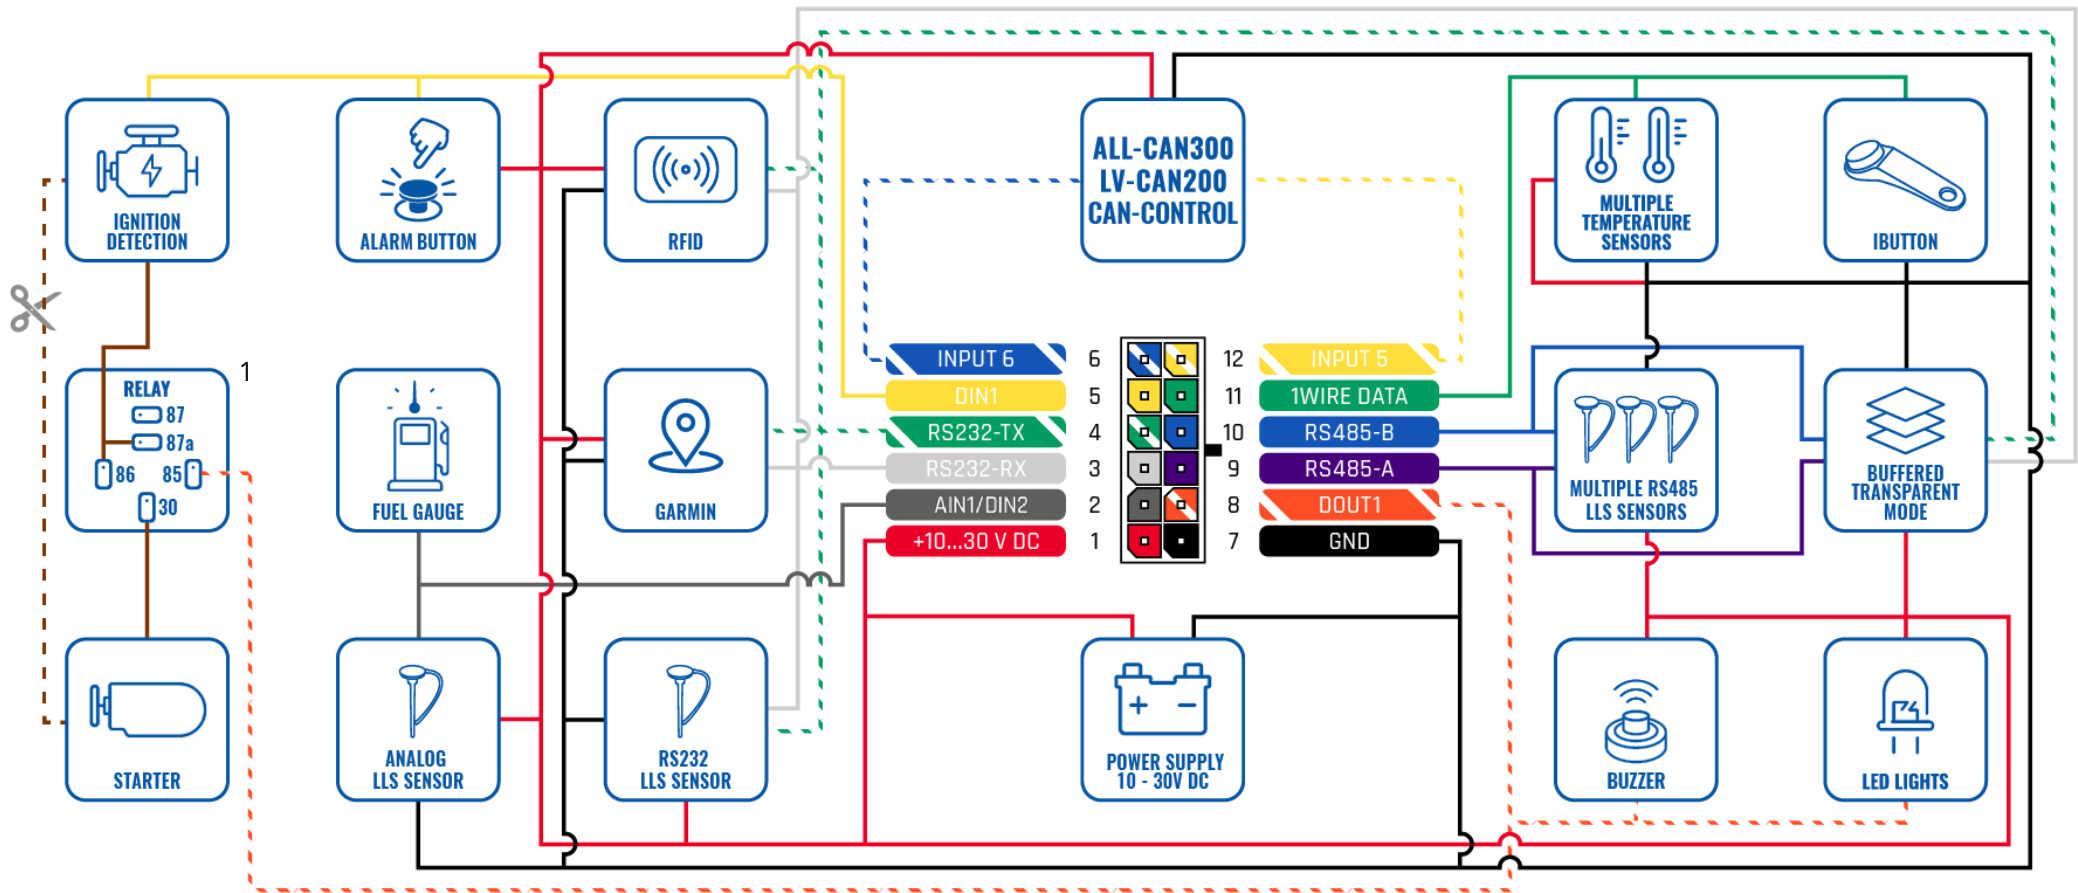 IGNITION
DETECTION
ALARM BUTTON
RFID
ALL-CAN300
LV-CAN200
CAN-CONTROL
MULTIPLE
TEMPERATURE
SENSORS
IBUTTON
RELAY
87
87a
86
85
30
1
FUEL GAUGE
GARMIN
INPUT 6 6 12 INPUT 5
DIN1 5 11 1WIRE DATA
RS232-TX 4 10 RS485-B
RS232-RX 3 9 RS485-A
AIN1/DIN2 2 8 DOUT1
+10...30 V DC 1 7 GND
MULTIPLE RS485
LLS SENSORS
BUFFERED
TRANSPARENT
MODE
STARTER
ANALOG
LLS SENSOR
RS232
LLS SENSOR
POWER SUPPLY
10 - 30V DC
BUZZER
LED LIGHTS